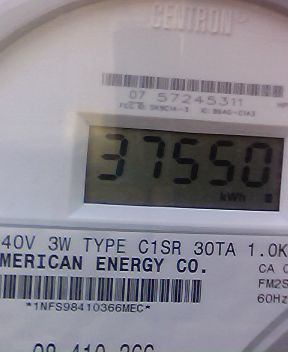 CENTRON®
07 57245311
37550
kWh
40V 3W TYPE C1SR 30TA 1.0K
MERICAN ENERGY CO.
CA
FM2S
60Hz
*1NFS98410366MEC*